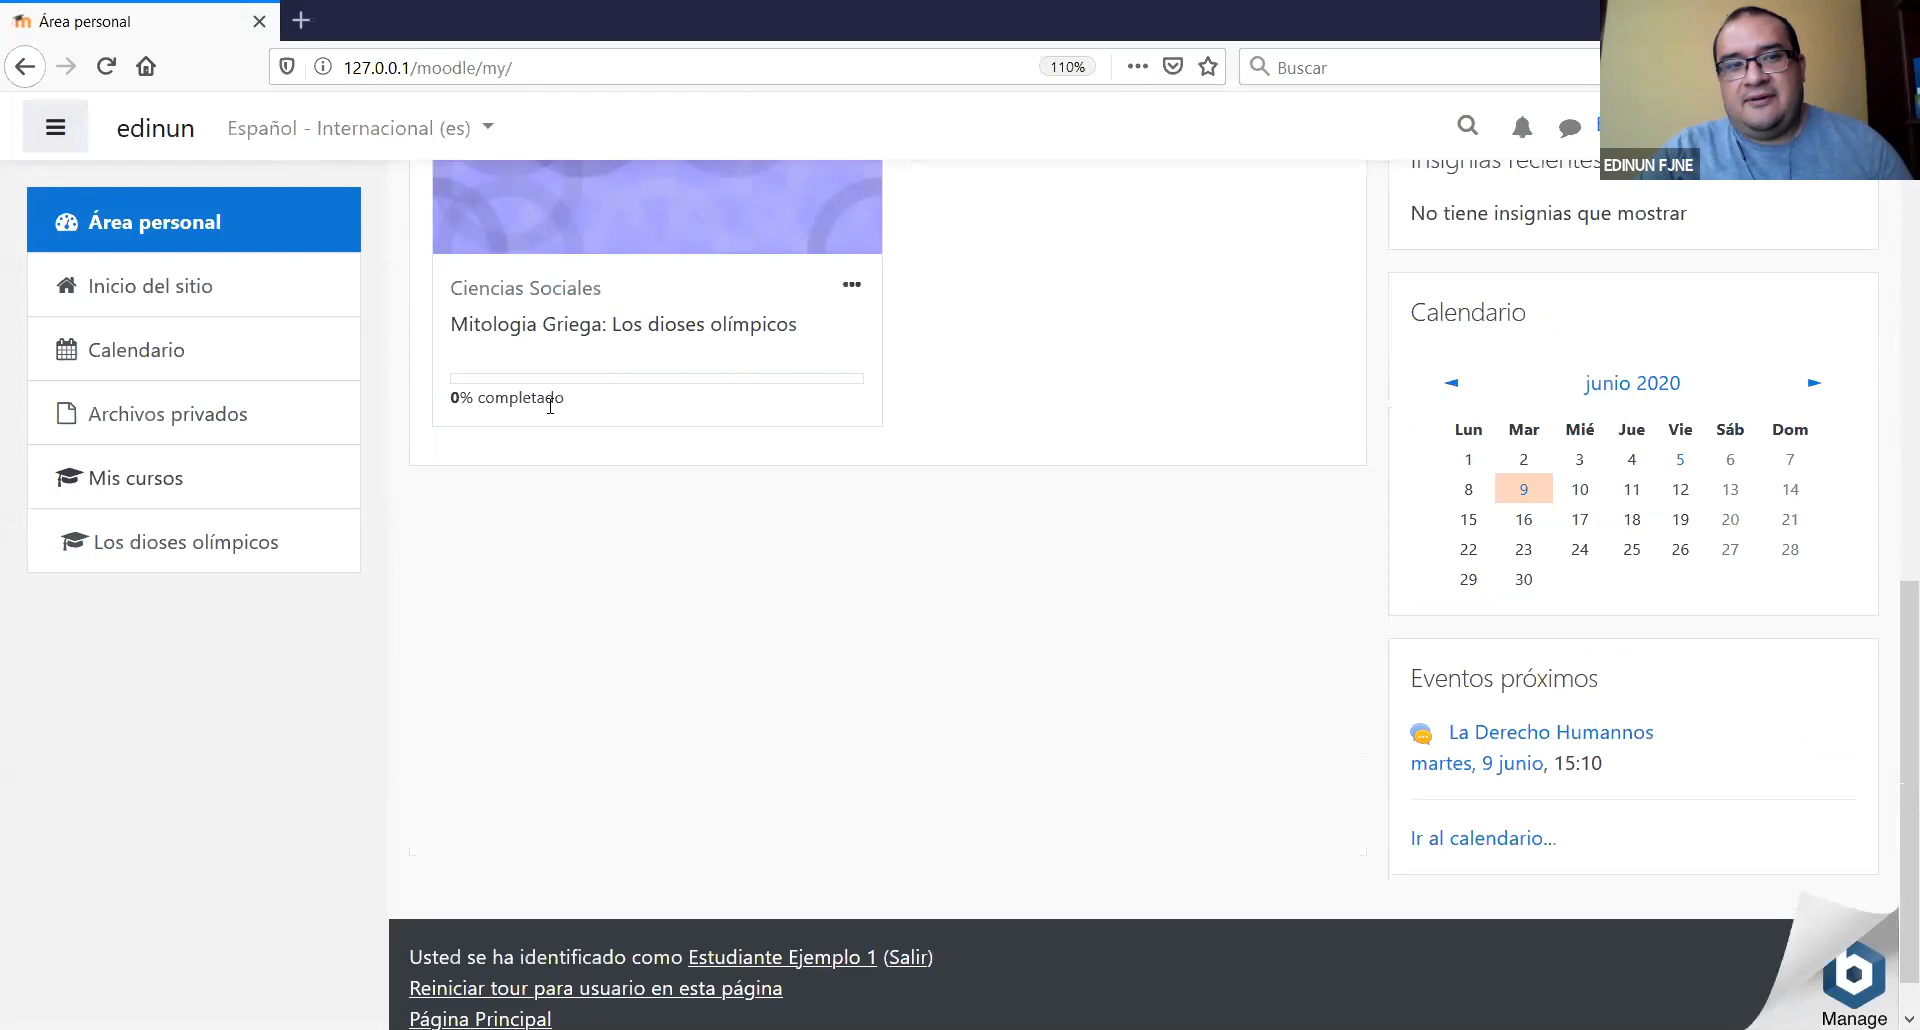 Área personal
127.0.0.1/moodle/my/
110%
Buscar
edinun
Español - Internacional (es)
EDINUN FJNE
Área personal
Inicio del sitio
Calendario
Archivos privados
Mis cursos
Los dioses olímpicos
Ciencias Sociales
Mitologia Griega: Los dioses olímpicos
0% completado
Insignias recientes
No tiene insignias que mostrar
Calendario
junio 2020
Lun Mar Mié Jue Vie Sáb Dom
1 2 3 4 5 6 7
8 9 10 11 12 13 14
15 16 17 18 19 20 21
22 23 24 25 26 27 28
29 30
Eventos próximos
La Derecho Humannos
martes, 9 junio, 15:10
Ir al calendario...
Usted se ha identificado como Estudiante Ejemplo 1 (Salir)
Reiniciar tour para usuario en esta página
Página Principal
Manage